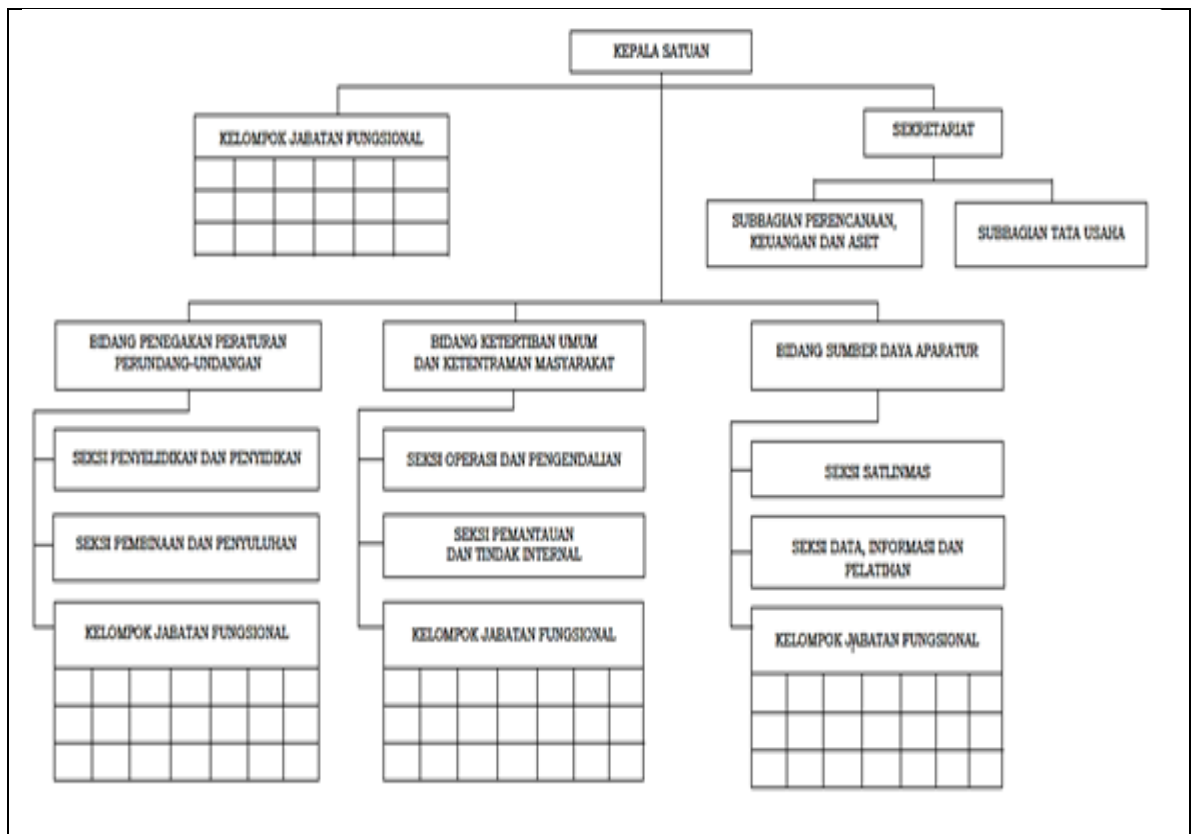 KEPALA SATUAN
KELOMPOK JABATAN FUNGSIONAL
SEKRETARIAT
SUBBAGIAN PERENCANAAN,
KEUANGAN DAN ASET
SUBBAGIAN TATA USAHA
BIDANG PENEGAKAN PERATURAN
PERUNDANG-UNDANGAN
BIDANG KETERTIBAN UMUM
DAN KETENTRAMAN MASYARAKAT
BIDANG SUMBER DAYA APARATUR
SEKSI PENYELIDIKAN DAN PENYIDIKAN
SEKSI OPERASI DAN PENGENDALIAN
SEKSI SATLINMAS
SEKSI PEMBINAAN DAN PENYULUHAN
SEKSI PEMANTAUAN
DAN TINDAK INTERNAL
SEKSI DATA, INFORMASI DAN
PELATIHAN
KELOMPOK JABATAN FUNGSIONAL
KELOMPOK JABATAN FUNGSIONAL
KELOMPOK JABATAN FUNGSIONAL